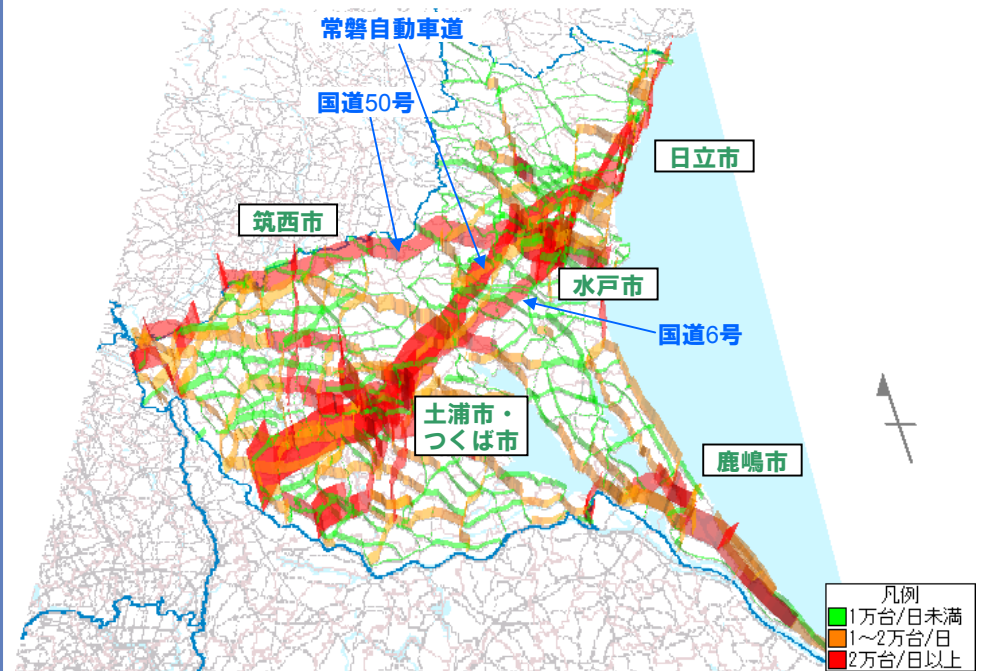 常磐自動車道
国道50号
日立市
筑西市
水戸市
国道6号
土浦市・
つくば市
鹿嶋市
凡例
1万台/日未満
1～2万台/日
2万台/日以上